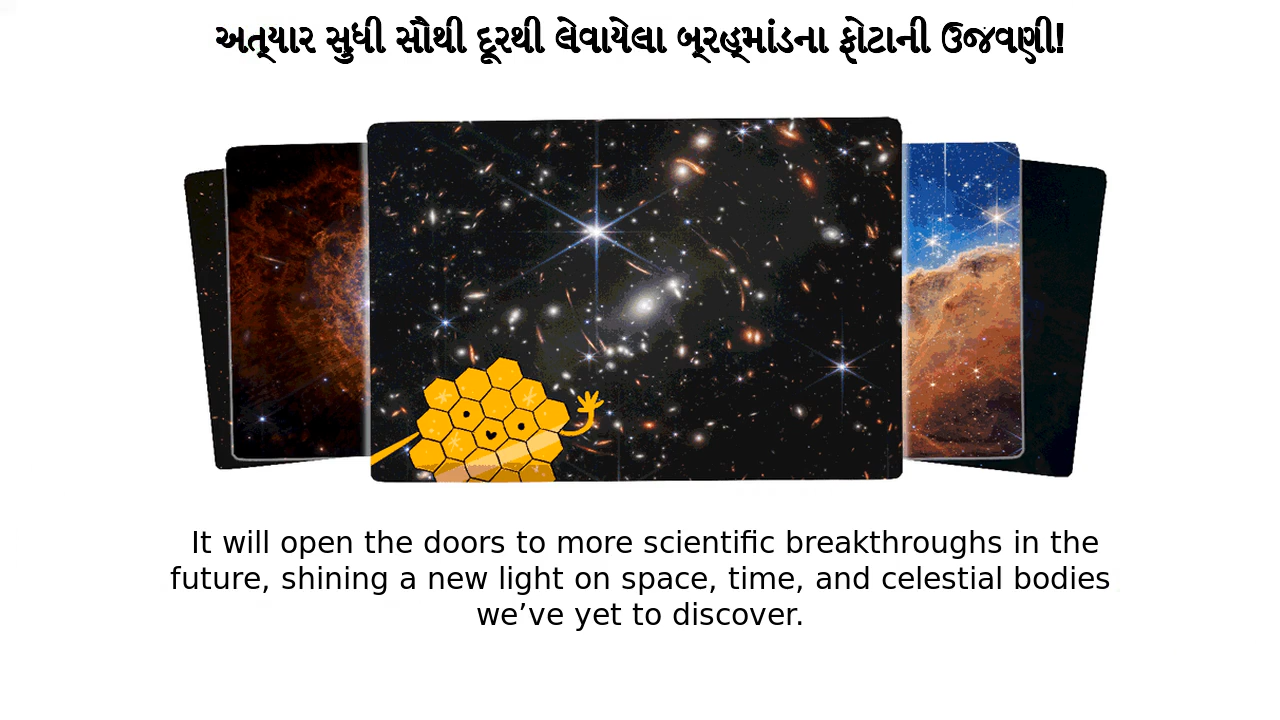 અત્યાર સુધી સૌથી દૂરથી લેવાયેલા બ્રહ્માંડના ફોટાની ઉજવણી!
It will open the doors to more scientific breakthroughs in the
future, shining a new light on space, time, and celestial bodies
we’ve yet to discover.